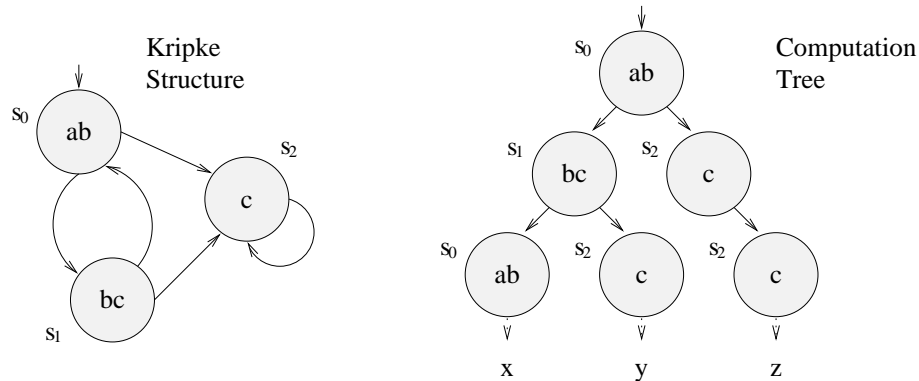 Kripke
Structure
s0
ab
s2
c
bc
s1
Computation
Tree
s0
ab
s1
bc
s2
c
s0
ab
s2
c
s2
c
x
y
z